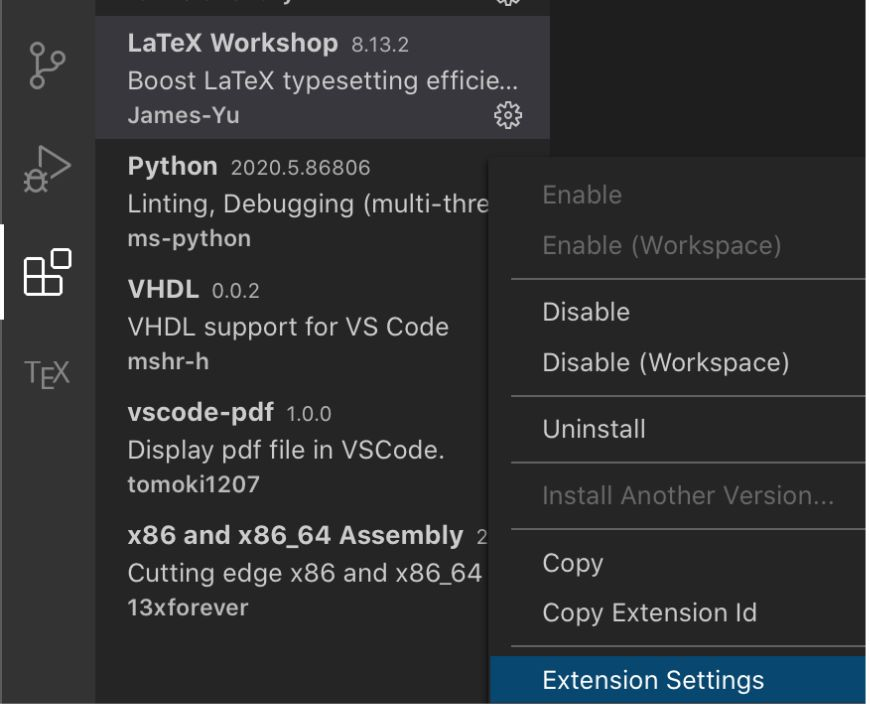 LaTeX Workshop 8.13.2
Boost LaTeX typesetting efficie...
James-Yu
Python 2020.5.86806
Linting, Debugging (multi-thre
ms-python
VHDL 0.0.2
VHDL support for VS Code
mshr-h
TEX
vscode-pdf 1.0.0
Display pdf file in VSCode.
tomoki1207
x86 and x86_64 Assembly 2
Cutting edge x86 and x86_64
13xforever
Enable
Enable (Workspace)
Disable
Disable (Workspace)
Uninstall
Install Another Version...
Copy
Copy Extension Id
Extension Settings